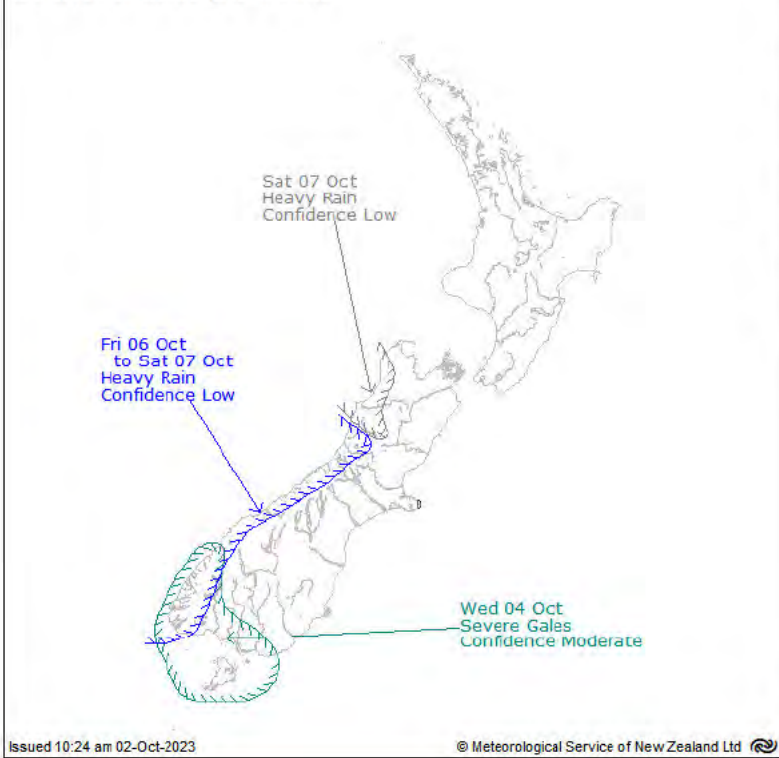 Sat 07 Oct
Heavy Rain
Confidence Low
Fri 06 Oct
to Sat 07 Oct
Heavy Rain
Confidence Low
Wed 04 Oct
Severe Gales
Confidence Moderate
Issued 10:24 am 02-Oct-2023
© Meteorological Service of New Zealand Ltd